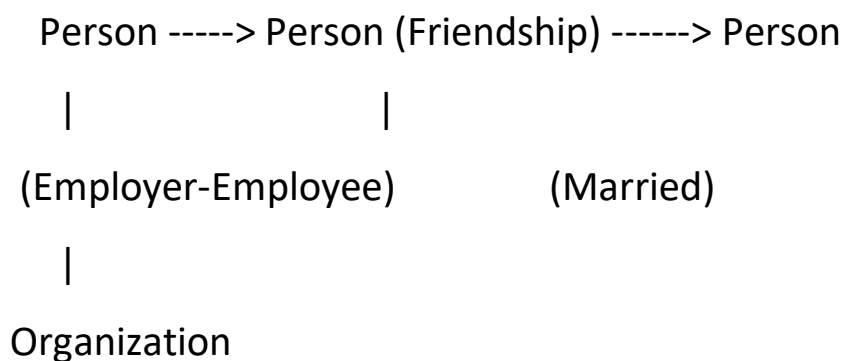 Person -----> Person (Friendship) ------> Person
| |
(Employer-Employee) (Married)
|
Organization